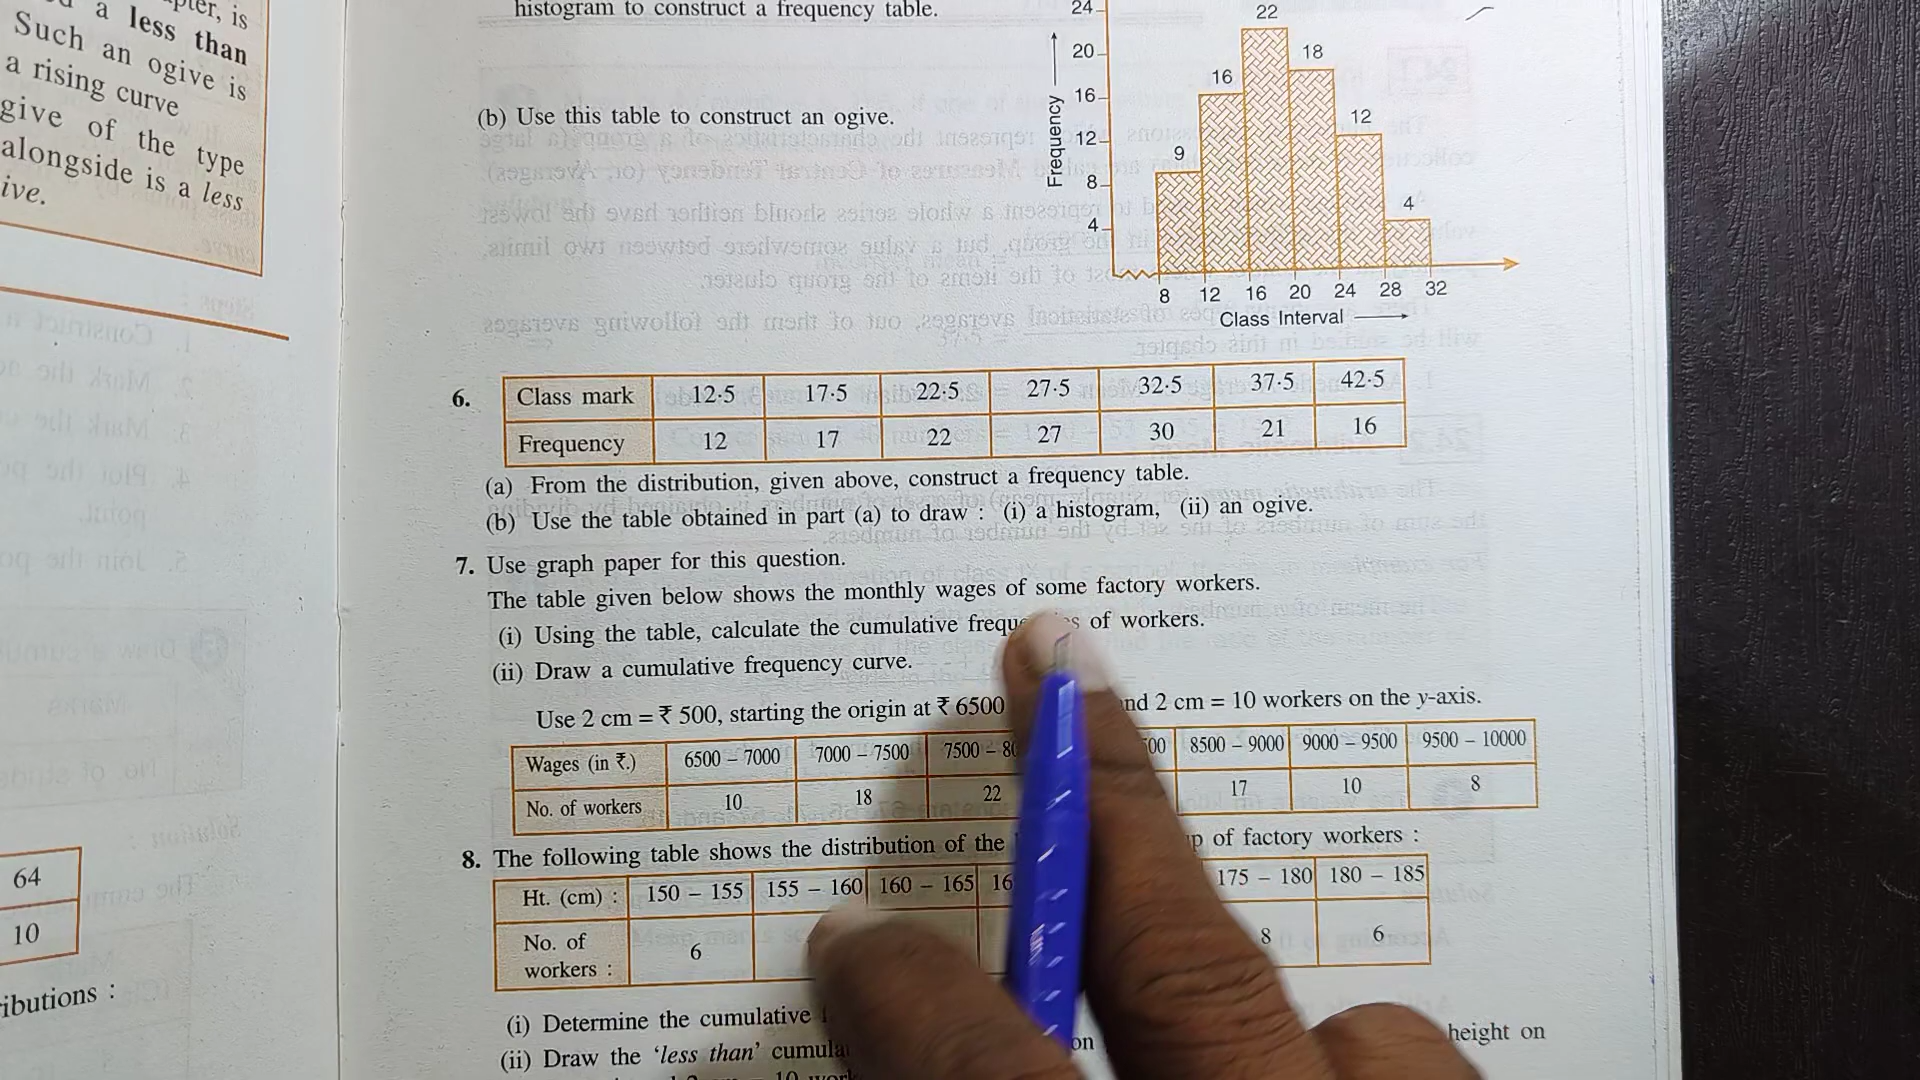 a less than
Such an ogive is
a rising curve
give of the type
alongside is a less
ive.
64
10
ributions :
histogram to construct a frequency table.
(b) Use this table to construct an ogive.
Frequency
24
20
16
12
8
4
9
16
22
18
12
4
8 12 16 20 24 28 32
Class Interval
6.
Class mark 12·5 17·5 22·5 27·5 32·5 37·5 42·5
Frequency 12 17 22 27 30 21 16
(a) From the distribution, given above, construct a frequency table.
(b) Use the table obtained in part (a) to draw : (i) a histogram, (ii) an ogive.
7. Use graph paper for this question.
The table given below shows the monthly wages of some factory workers.
(i) Using the table, calculate the cumulative of workers.
(ii) Draw a cumulative frequency curve.
Use 2 cm = ₹ 500, starting the origin at ₹ 6500 2 cm = 10 workers on the y-axis.
Wages (in ₹.) 6500 – 7000 7000 – 7500 7500 – 8500 – 9000 9000 – 9500 9500 – 10000
No. of workers 10 18 22 17 10 8
8. The following table shows the distribution of the of factory workers :
Ht. (cm) : 150 – 155 155 – 160 160 – 165 175 – 180 180 – 185
No. of
workers : 6 8 6
(i) Determine the cumulative
height on
(ii) Draw the ‘less than’